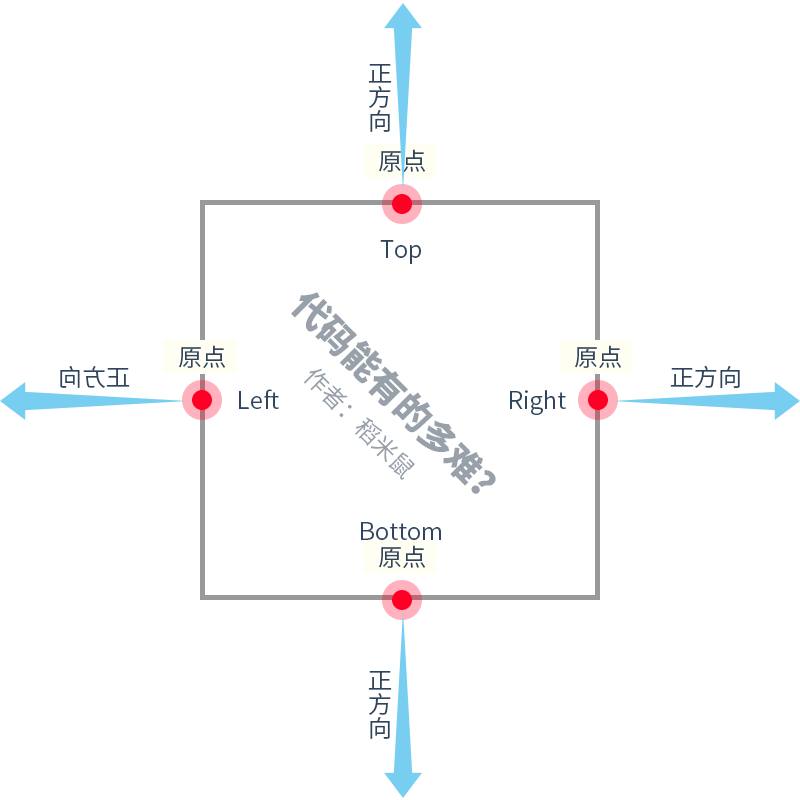 正方向
原点
Top
代码能有的多难?
作者：稻米鼠
原点
正方向
Left
原点
正方向
Right
Bottom
原点
正方向